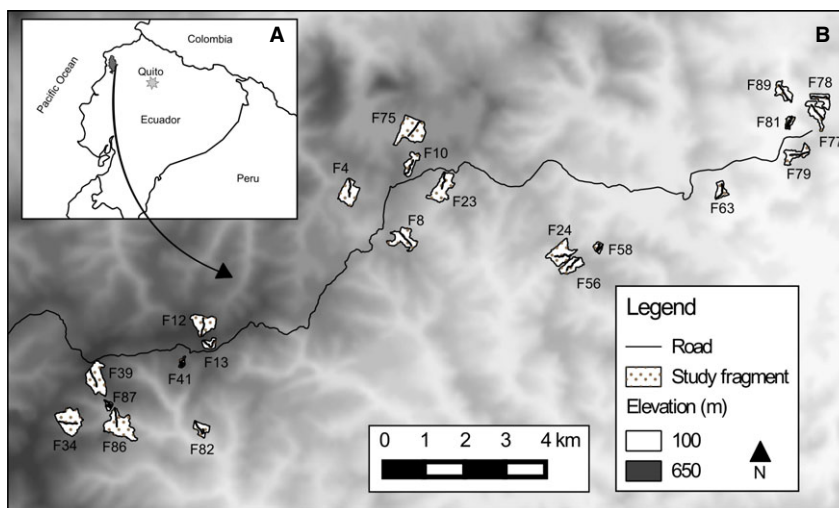 A
Colombia
Pacific Ocean
Quito
Ecuador
Peru
B
F89
F78
F81
F77
F79
F63
F75
F10
F4
F23
F8
F24
F58
F56
F12
F13
F41
F39
F87
F34
F86
F82
Legend
Road
Study fragment
Elevation (m)
100
650
N
0 1 2 3 4 km